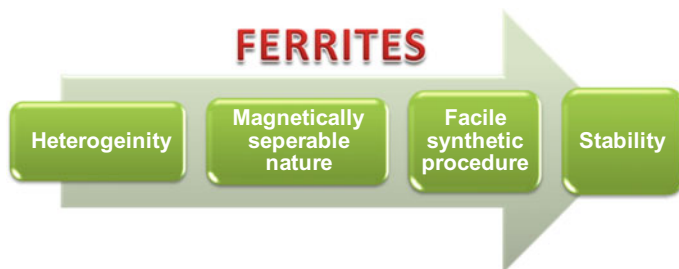 FERRITES
Heterogeinity
Magnetically
seperable
nature
Facile
synthetic
procedure
Stability